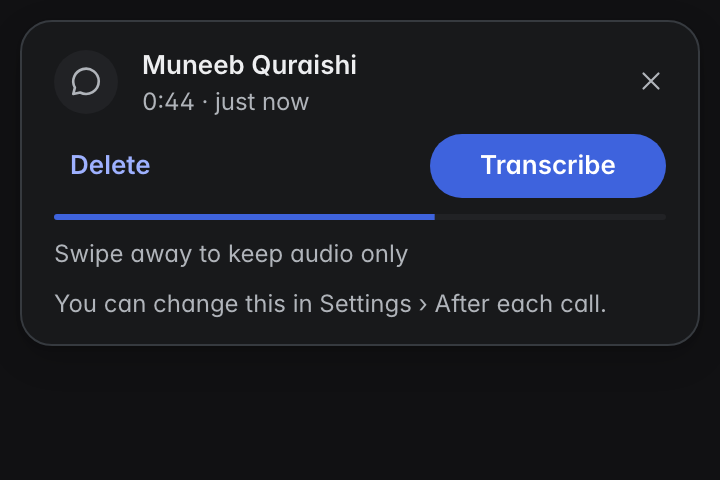 Muneeb Quraishi
0:44 · just now
Delete
Transcribe
Swipe away to keep audio only
You can change this in Settings › After each call.